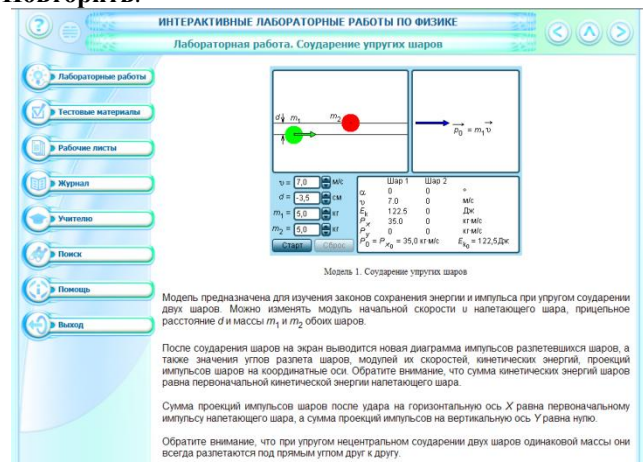 Повторить.
ИНТЕРАКТИВНЫЕ ЛАБОРАТОРНЫЕ РАБОТЫ ПО ФИЗИКЕ
Лабораторная работа. Соударение упругих шаров
Лабораторные работы
Тестовые материалы
Рабочие листы
Журнал
Учителю
Поиск
Помощь
Выход
d m₁ m₂
p₀ = m₁υ
υ = 7,0 м/с
d = -3,5 см
m₁ = 5,0 кг
m₂ = 5,0 кг
Старт Сброс
Шар 1 Шар 2
α 0 0 °
υ 7.0 0 м/с
Eₖ 122.5 0 Дж
Pₓ 35.0 0 кг·м/с
Pᵧ 0 0 кг·м/с
P₀ = Pₓ₀ = 35,0 кг·м/с Eₖ₀ = 122,5Дж
Модель 1. Соударение упругих шаров
Модель предназначена для изучения законов сохранения энергии и импульса при упругом соударении
двух шаров. Можно изменять модуль начальной скорости υ налетающего шара, прицельное
расстояние d и массы m₁ и m₂ обоих шаров.
После соударения шаров на экран выводится новая диаграмма импульсов разлетевшихся шаров, а
также значения углов разлета шаров, модулей их скоростей, кинетических энергий, проекций
импульсов шаров на координатные оси. Обратите внимание, что сумма кинетических энергий шаров
равна первоначальной кинетической энергии налетающего шара.
Сумма проекций импульсов шаров после удара на горизонтальную ось X равна первоначальному
импульсу налетающего шара, а сумма проекций импульсов на вертикальную ось Y равна нулю.
Обратите внимание, что при упругом нецентральном соударении двух шаров одинаковой массы они
всегда разлетаются под прямым углом друг к другу.